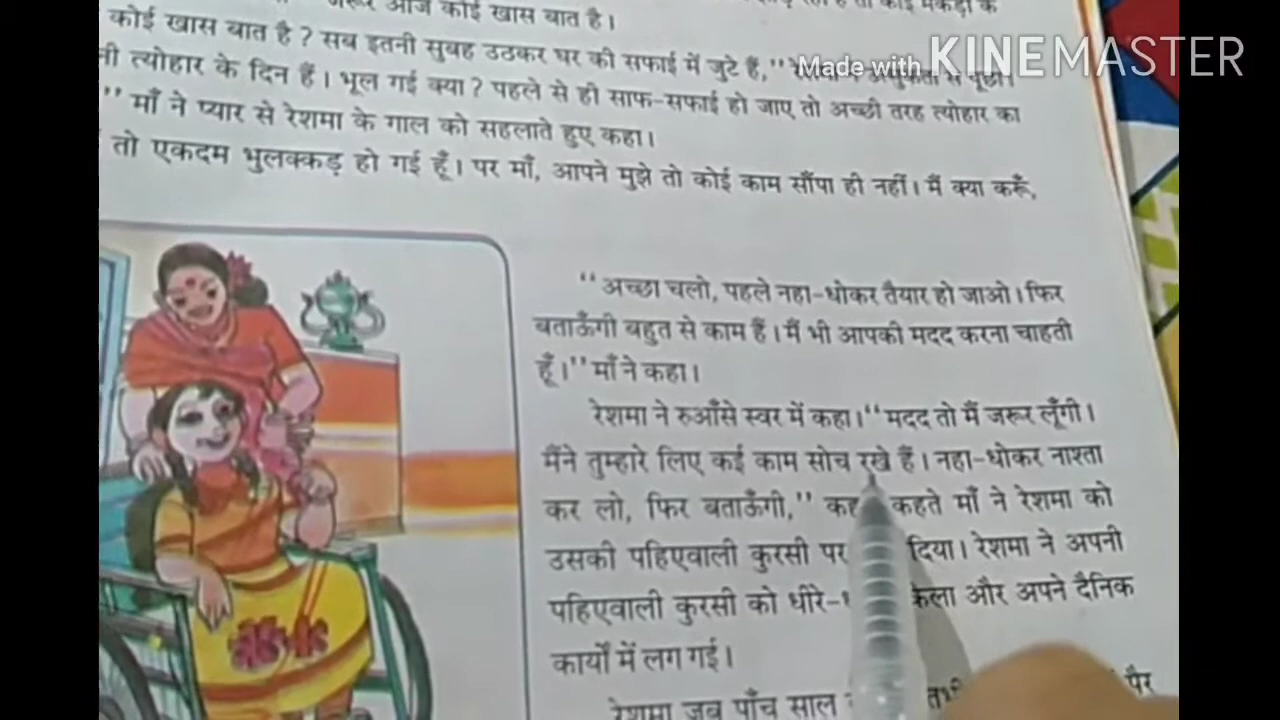 आज कोई खास बात है।
कोई खास बात है ? सब इतनी सुबह उठकर घर की सफाई में जुटे हैं,"
Made with KINEMASTER
त्योहार के दिन हैं। भूल गई क्या ? पहले से ही साफ-सफाई हो जाए तो अच्छी तरह त्योहार का
" माँ ने प्यार से रेशमा के गाल को सहलाते हुए कहा।
तो एकदम भुलक्कड़ हो गई हूँ। पर माँ, आपने मुझे तो कोई काम सौंपा ही नहीं। मैं क्या करूँ,
"अच्छा चलो, पहले नहा-धोकर तैयार हो जाओ। फिर
बताऊँगी बहुत से काम हैं। मैं भी आपकी मदद करना चाहती
हूँ।" माँ ने कहा।
रेशमा ने रुआँसे स्वर में कहा। "मदद तो मैं जरूर लूँगी।
मैंने तुम्हारे लिए कई काम सोच रखे हैं। नहा-धोकर नाश्ता
कर लो, फिर बताऊँगी," कहते माँ ने रेशमा को
उसकी पहिएवाली कुरसी पर दिया। रेशमा ने अपनी
पहिएवाली कुरसी को धीरे- और अपने दैनिक
कार्यों में लग गई।
रेशमा जब पाँच साल पैर